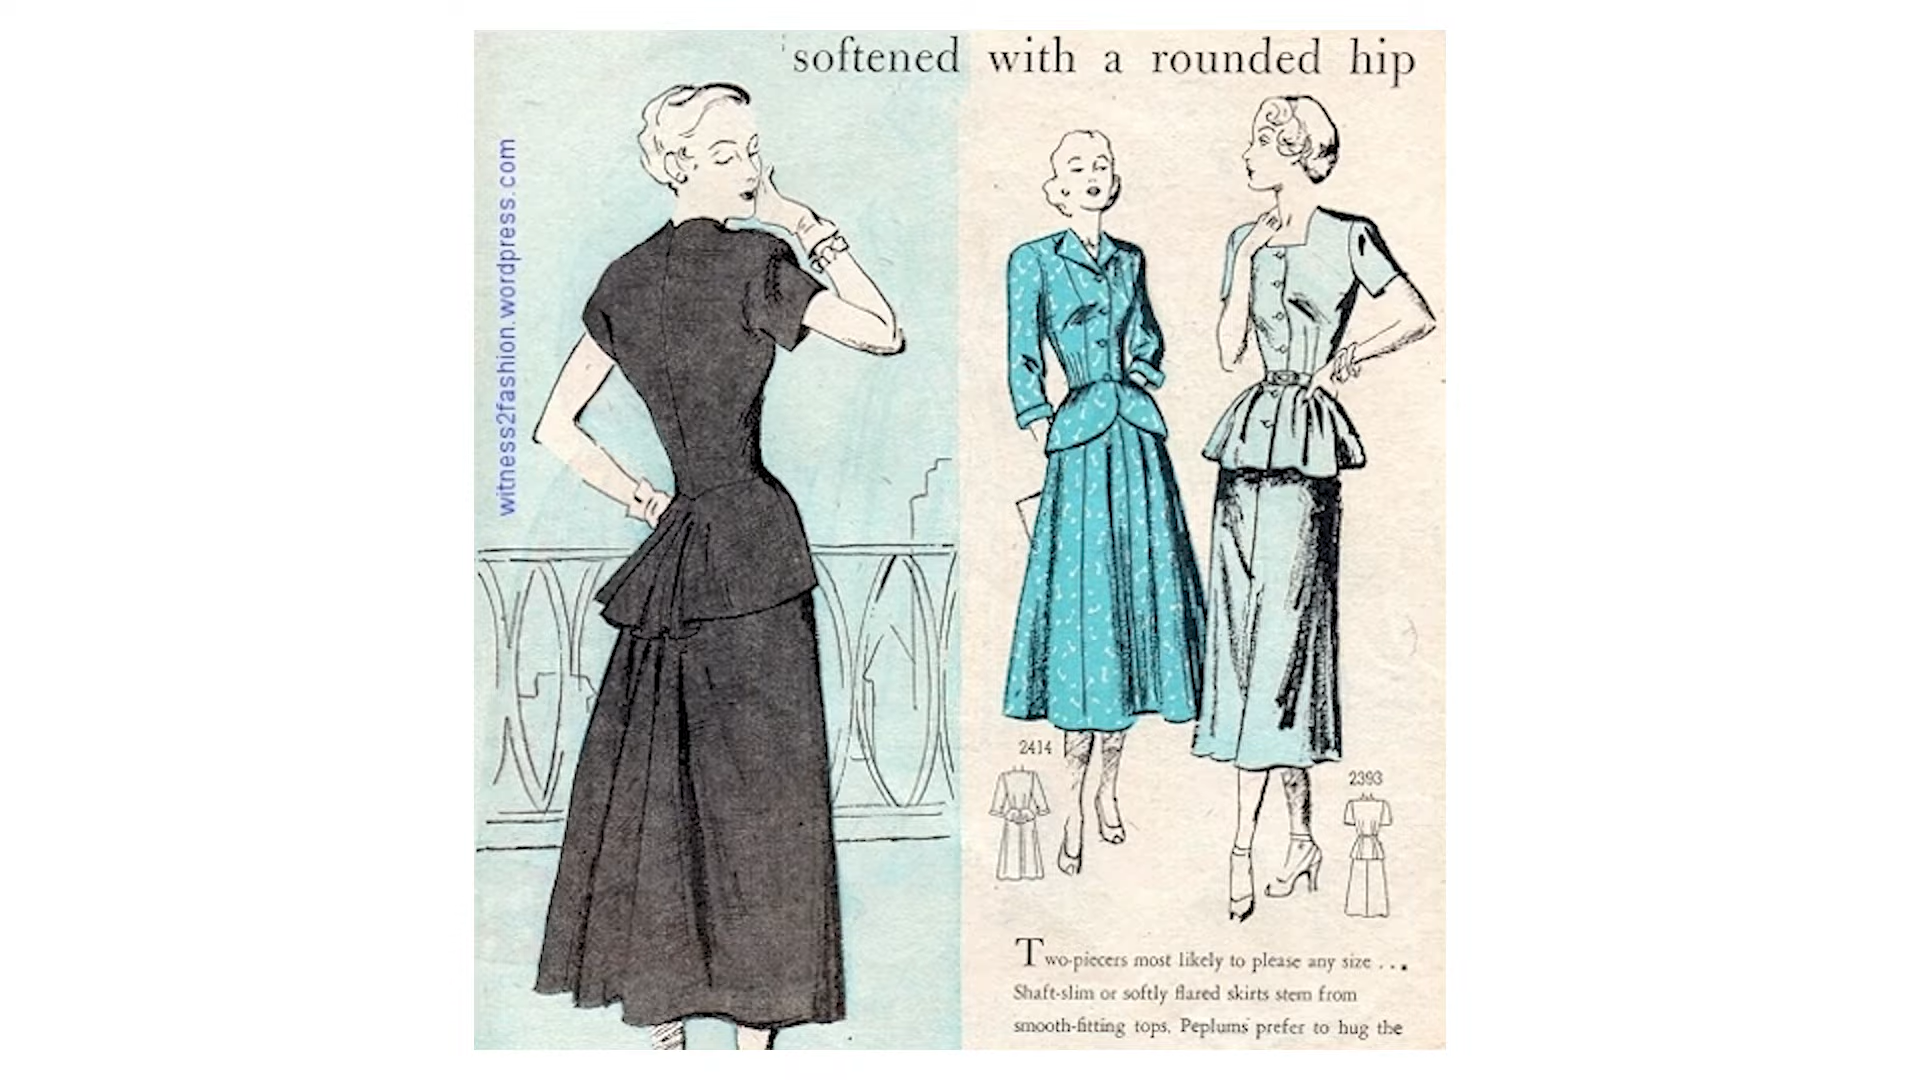 softened with a rounded hip
witness2fashion.wordpress.com
2414
2393
Two-piecers most likely to please any size ...
Shaft-slim or softly flared skirts stem from
smooth-fitting tops. Peplums prefer to hug the